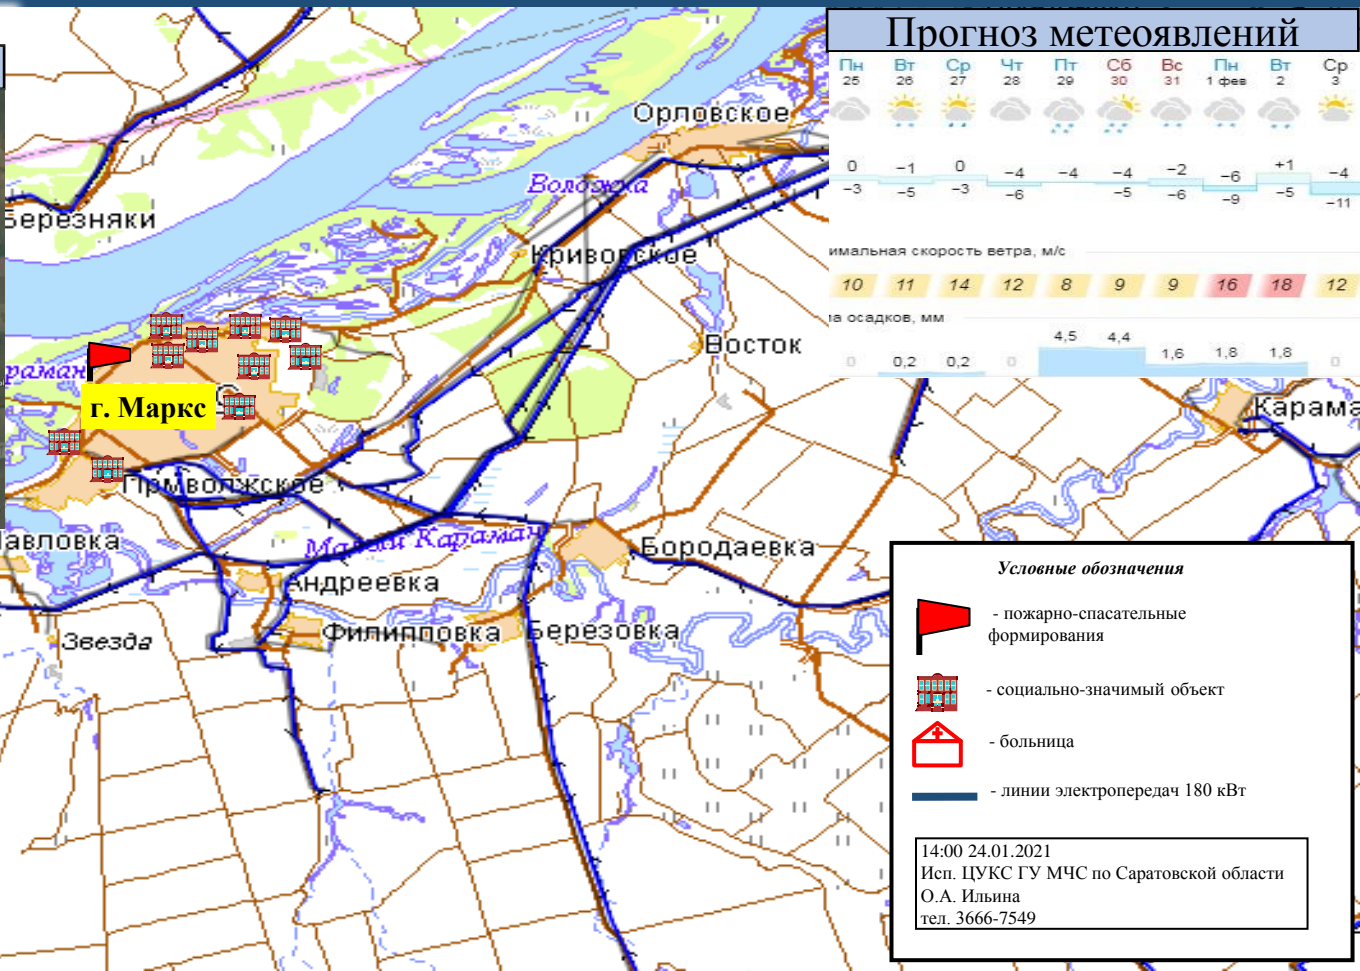 Прогноз метеоявлений
Пн Вт Ср Чт Пт Сб Вс Пн Вт Ср
25 26 27 28 29 30 31 1 фев 2 3
0 −1 0 −4 −4 −4 −2 −6 +1 −4
−3 −5 −3 −6 −5 −6 −9 −5 −11
имальная скорость ветра, м/с
10 11 14 12 8 9 9 16 18 12
а осадков, мм
0 0,2 0,2 0 4,5 4,4 1,6 1,8 1,8 0
Орловское
Воложка
Березняки
Кривовское
Восток
раман
г. Маркс
Карама
Приволжское
авловка
Малый Караман
Бородаевка
Андреевка
Филипповка
Березовка
Звезда
Условные обозначения
- пожарно-спасательные
формирования
- социально-значимый объект
- больница
- линии электропередач 180 кВт
14:00 24.01.2021
Исп. ЦУКС ГУ МЧС по Саратовской области
О.А. Ильина
тел. 3666-7549